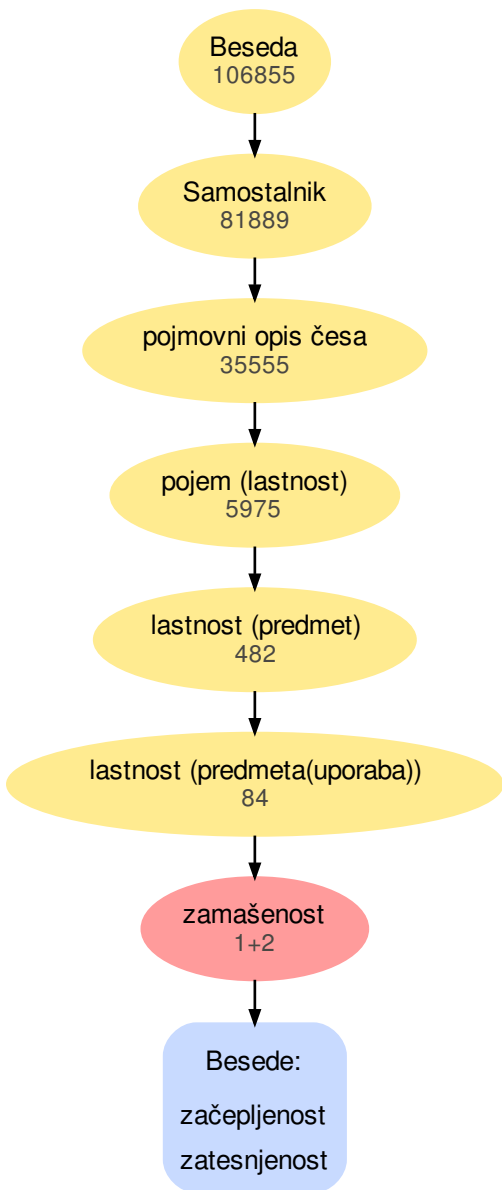 Beseda
106855
Samostalnik
81889
pojmovni opis česa
35555
pojem (lastnost)
5975
lastnost (predmet)
482
lastnost (predmeta(uporaba))
84
zamašenost
1+2
Besede:
začepljenost
zatesnjenost